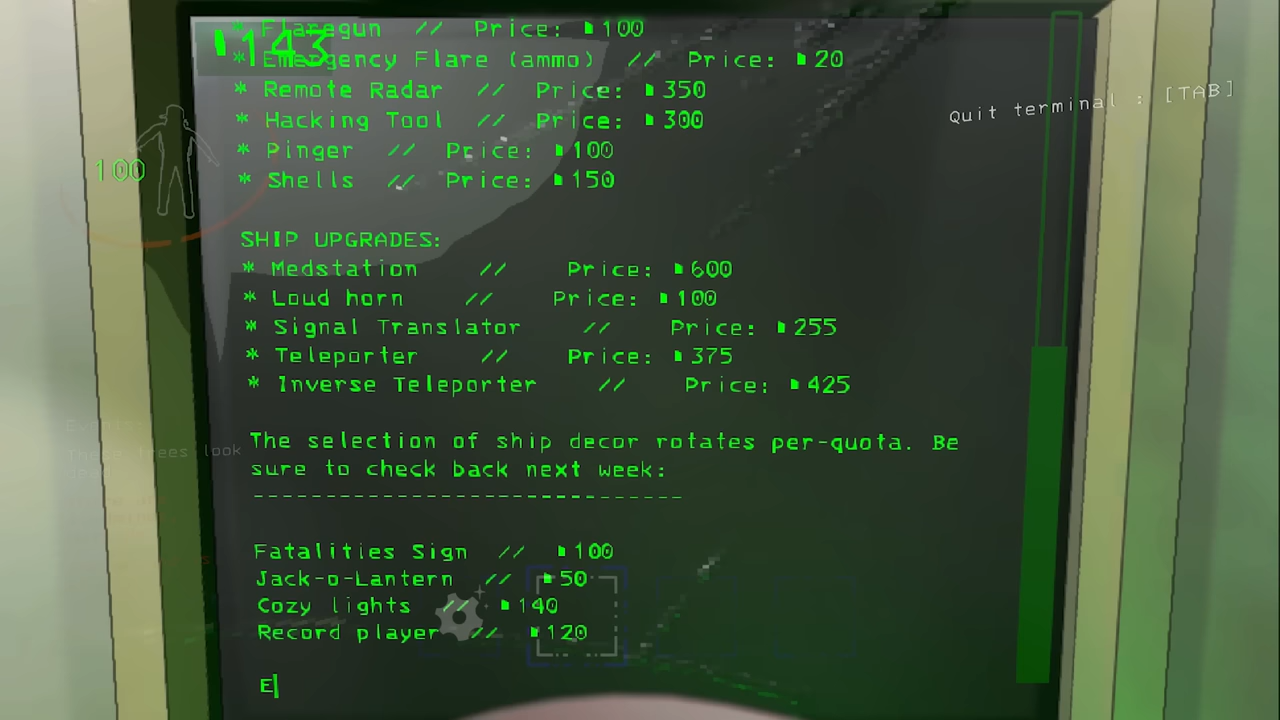 * Flaregun // Price: ▮100
▮143
* Emergency Flare (ammo) // Price: ▮20
* Remote Radar // Price: ▮350
Quit terminal : [TAB]
* Hacking Tool // Price: ▮300
* Pinger // Price: ▮100
100
* Shells // Price: ▮150
SHIP UPGRADES:
* Medstation // Price: ▮600
* Loud horn // Price: ▮100
* Signal Translator // Price: ▮255
* Teleporter // Price: ▮375
* Inverse Teleporter // Price: ▮425
The selection of ship decor rotates per-quota. Be
sure to check back next week:
------------------------------
These trees look
Fatalities Sign // ▮100
Jack-o-Lantern // ▮50
Cozy lights // ▮140
Record player // ▮120
E